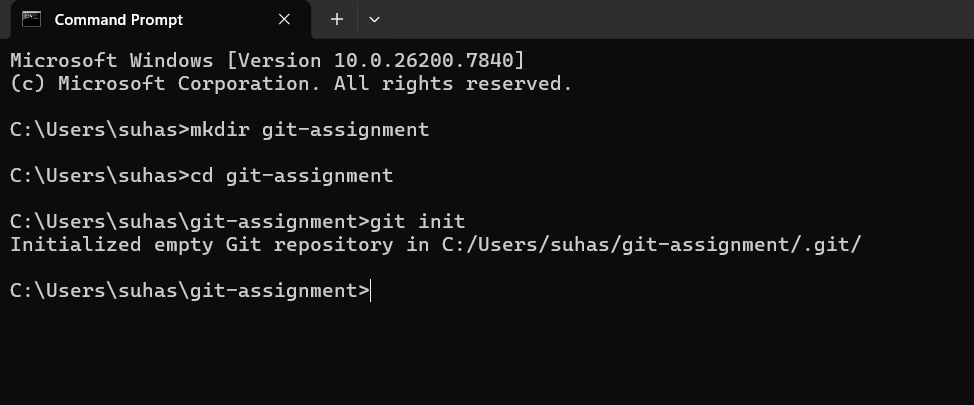 Command Prompt
Microsoft Windows [Version 10.0.26200.7840]
(c) Microsoft Corporation. All rights reserved.
C:\Users\suhas>mkdir git-assignment
C:\Users\suhas>cd git-assignment
C:\Users\suhas\git-assignment>git init
Initialized empty Git repository in C:/Users/suhas/git-assignment/.git/
C:\Users\suhas\git-assignment>